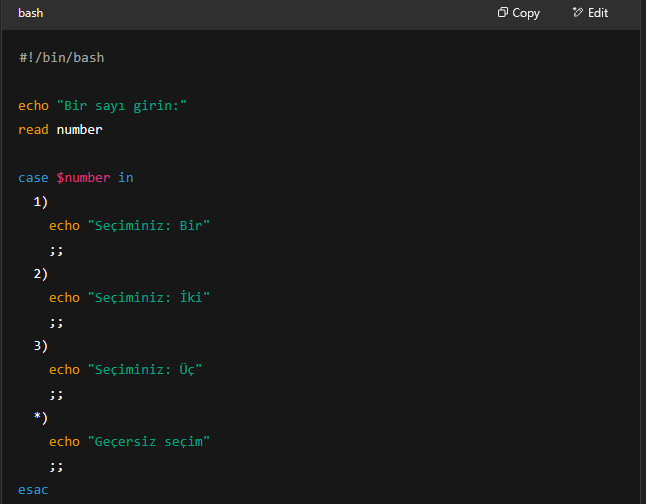 bash Copy Edit
#!/bin/bash
echo "Bir sayı girin:"
read number
case $number in
1)
echo "Seçiminiz: Bir"
;;
2)
echo "Seçiminiz: İki"
;;
3)
echo "Seçiminiz: Üç"
;;
*)
echo "Geçersiz seçim"
;;
esac